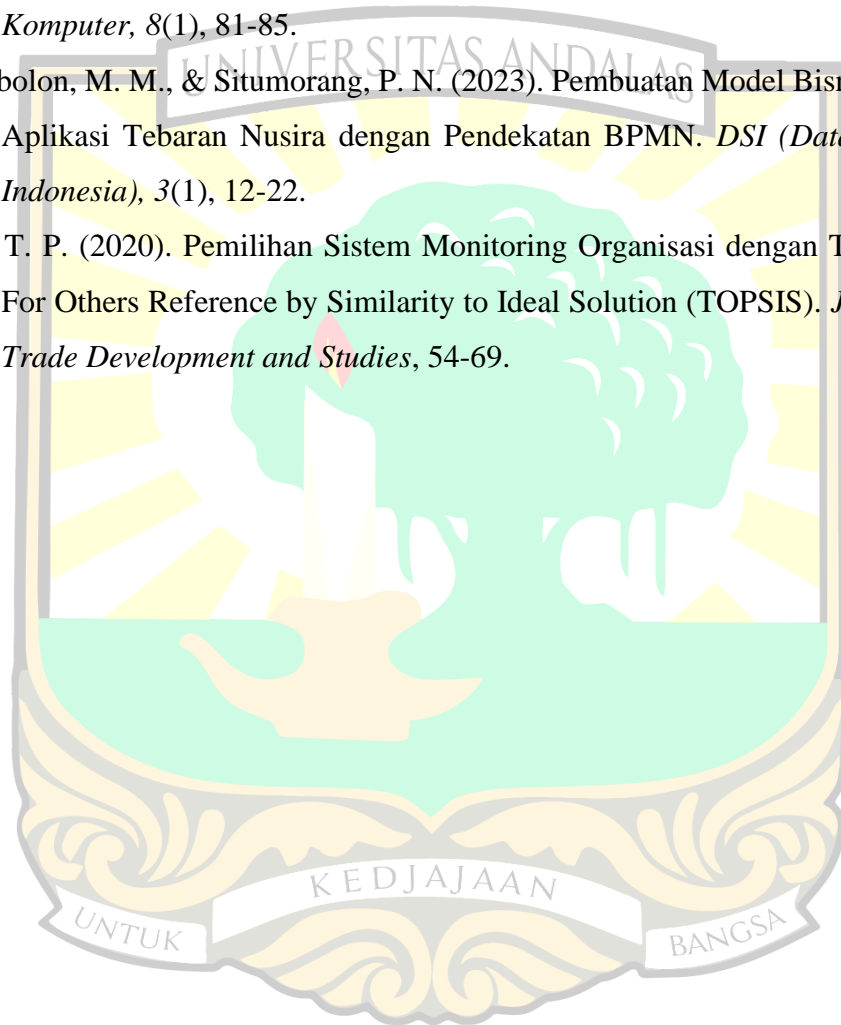 Komputer, 8(1), 81-85.
UNIVERSITAS ANDALAS
bolon, M. M., & Situmorang, P. N. (2023). Pembuatan Model Bisn
Aplikasi Tebaran Nusira dengan Pendekatan BPMN. DSI (Data
Indonesia), 3(1), 12-22.
T. P. (2020). Pemilihan Sistem Monitoring Organisasi dengan T
For Others Reference by Similarity to Ideal Solution (TOPSIS). J
Trade Development and Studies, 54-69.
UNTUK
KEDJAJAAN
BANGSA